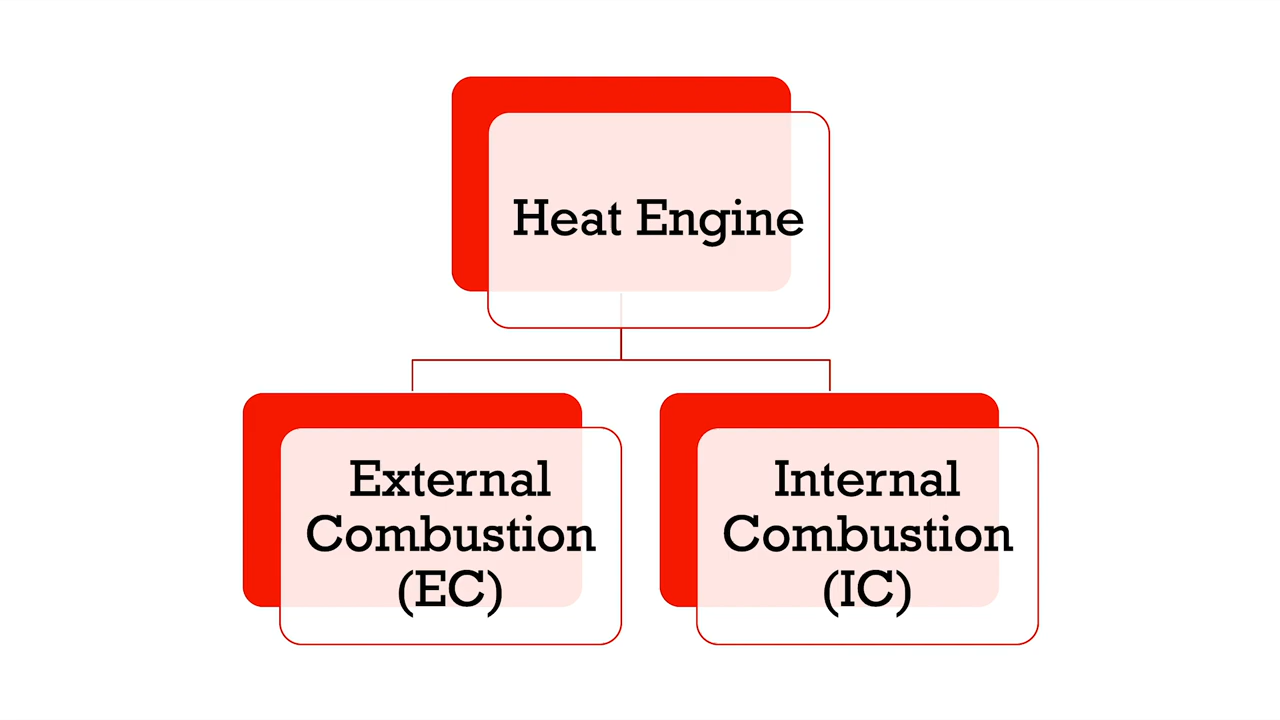 Heat Engine
External
Combustion
(EC)
Internal
Combustion
(IC)